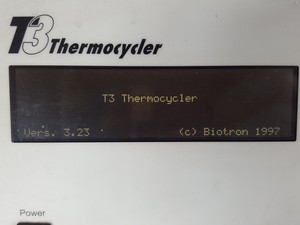 T3 Thermocycler
T3 Thermocycler
Vers. 3.23 (c) Biotron 1997
Power